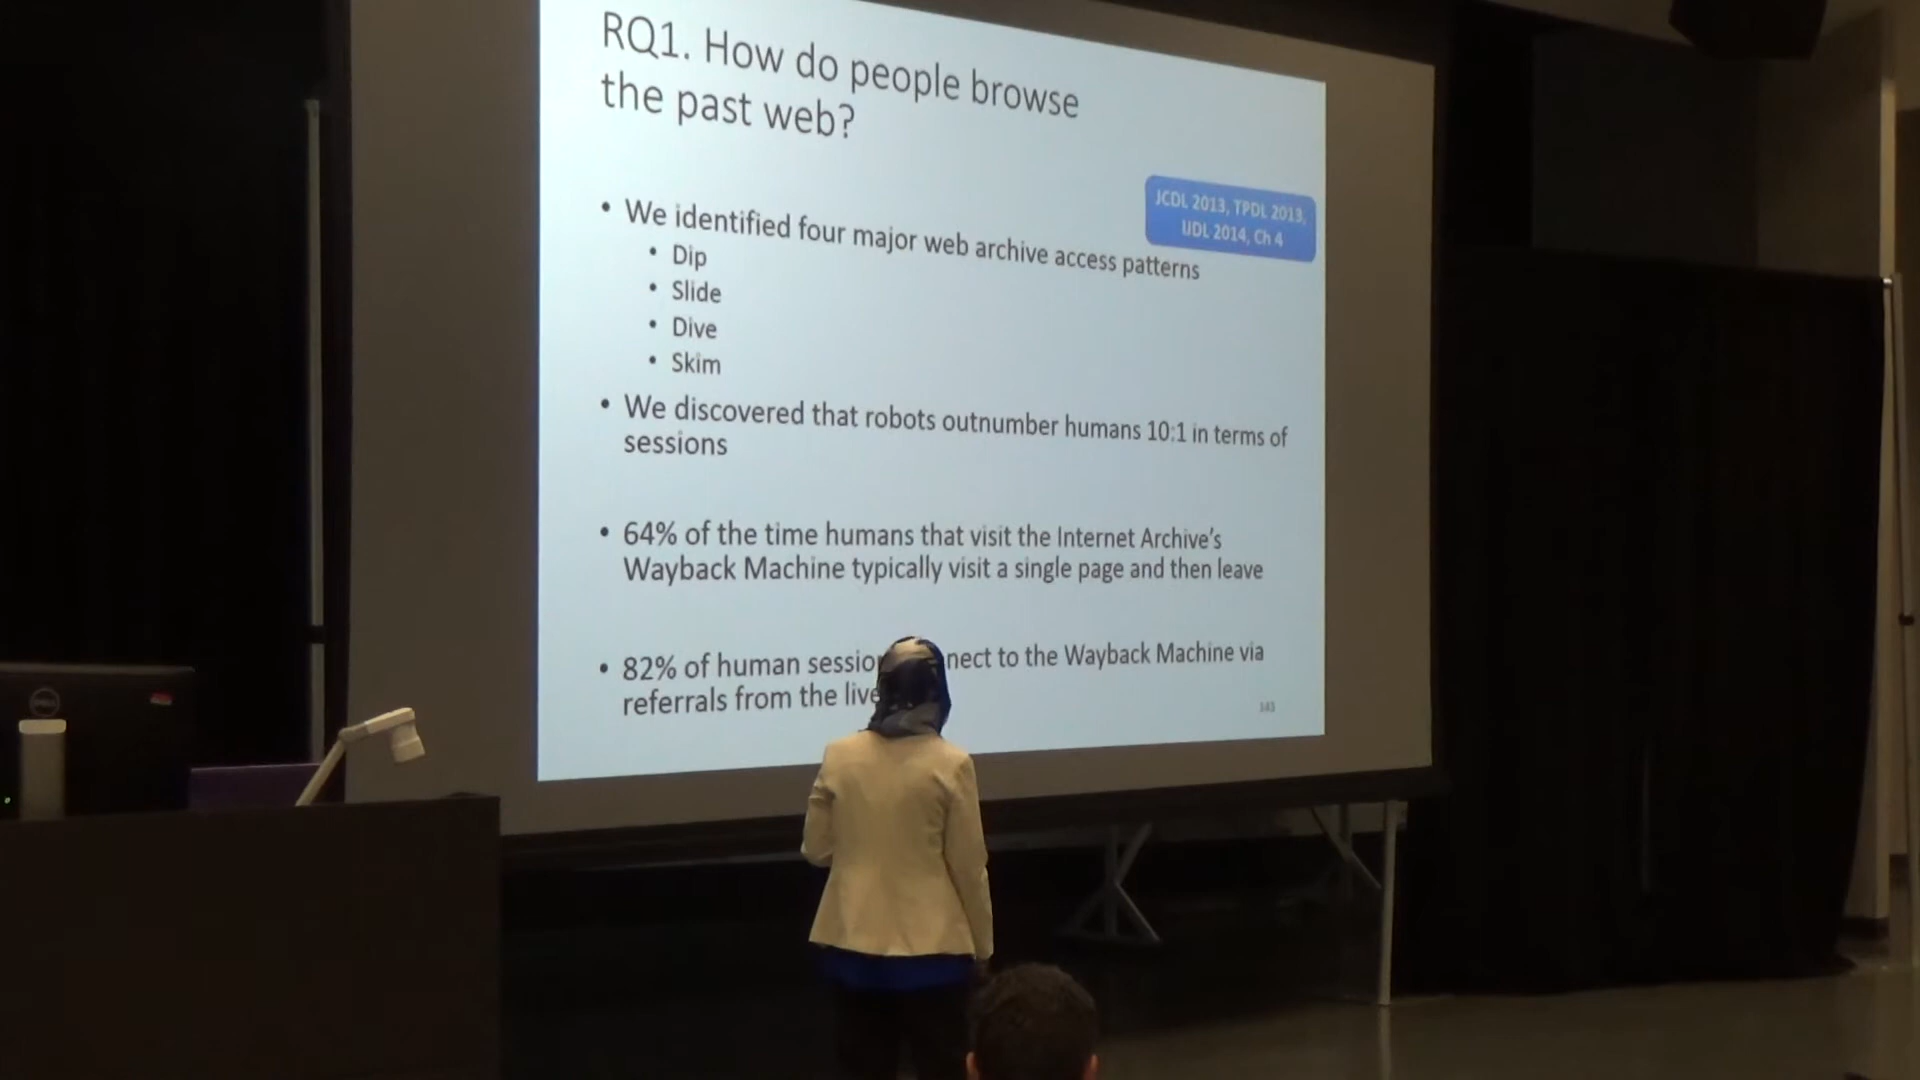 RQ1. How do people browse
the past web?
JCDL 2013, TPDL 2013,
IJDL 2014, Ch 4
• We identified four major web archive access patterns
• Dip
• Slide
• Dive
• Skim
• We discovered that robots outnumber humans 10:1 in terms of
sessions
• 64% of the time humans that visit the Internet Archive's
Wayback Machine typically visit a single page and then leave
• 82% of human sessio nect to the Wayback Machine via
referrals from the live
143
DELL